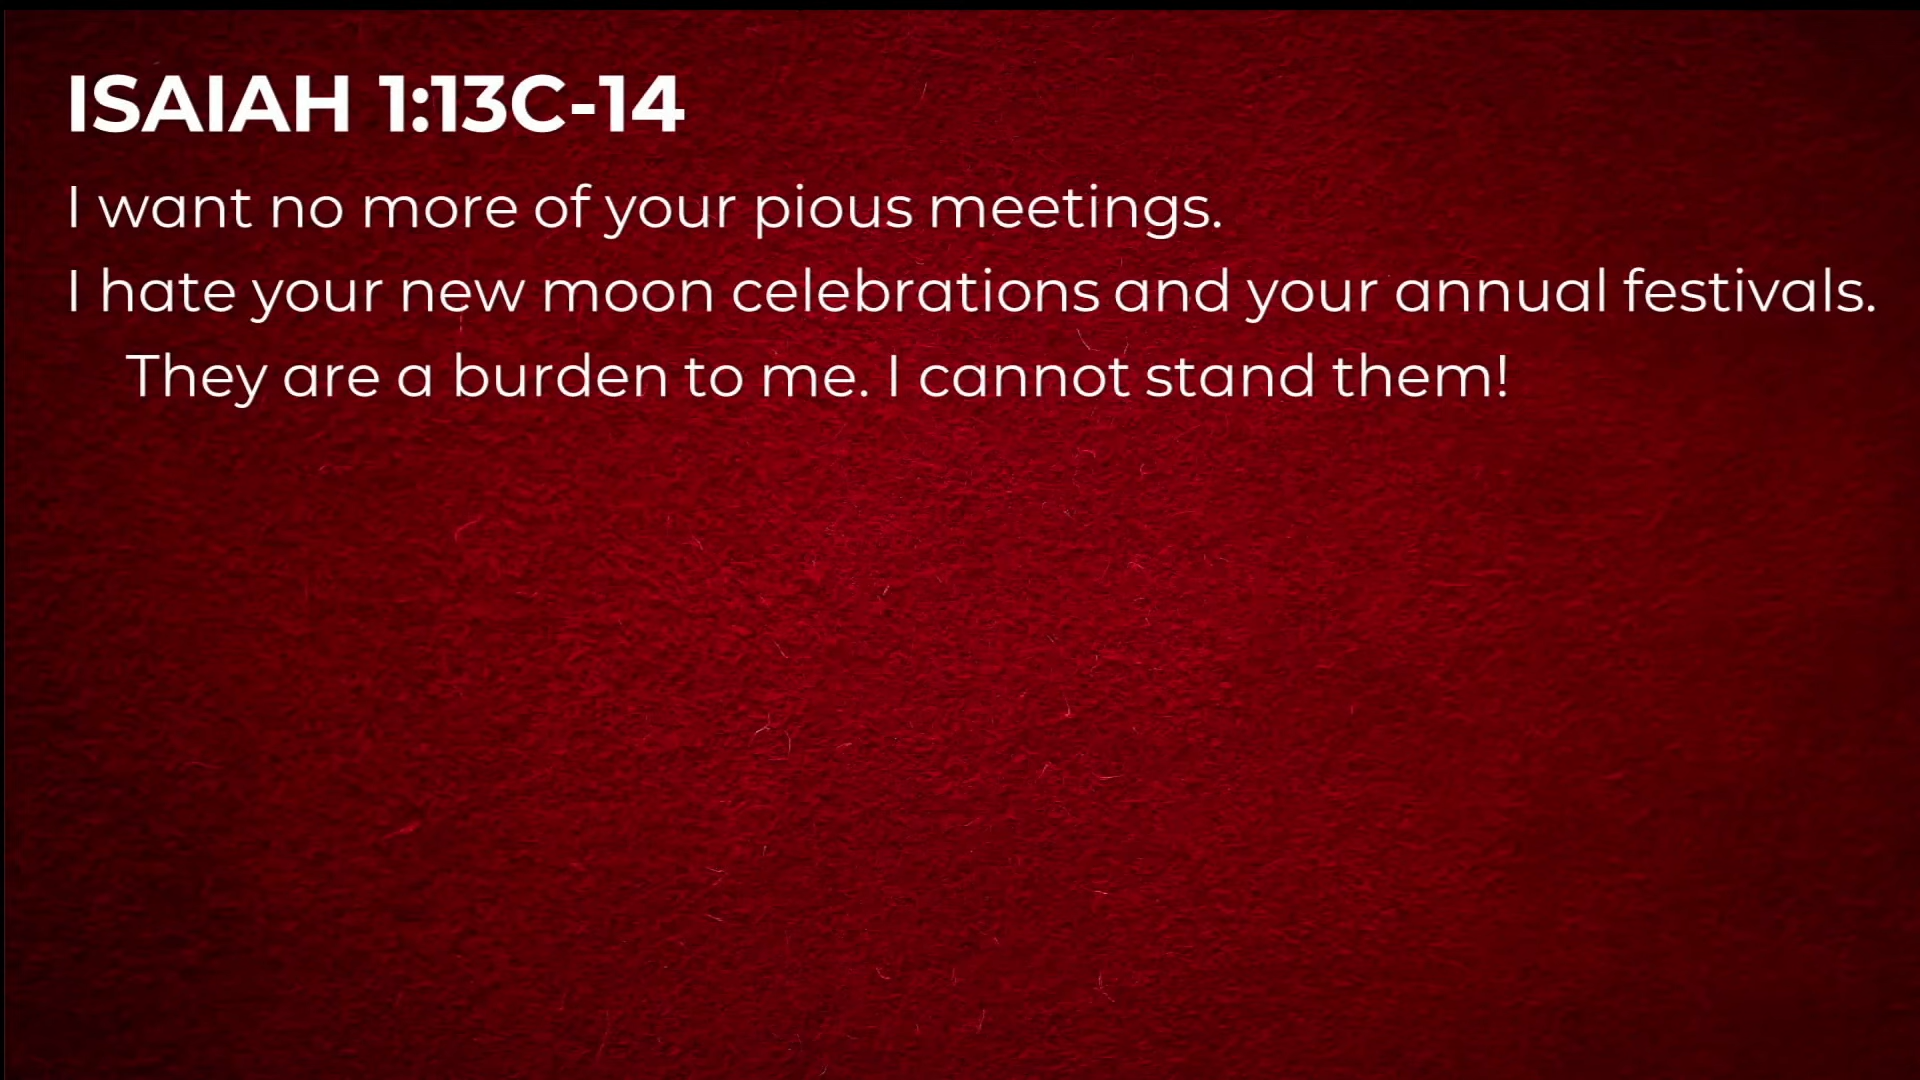 ISAIAH 1:13C-14
I want no more of your pious meetings.
I hate your new moon celebrations and your annual festivals.
They are a burden to me. I cannot stand them!